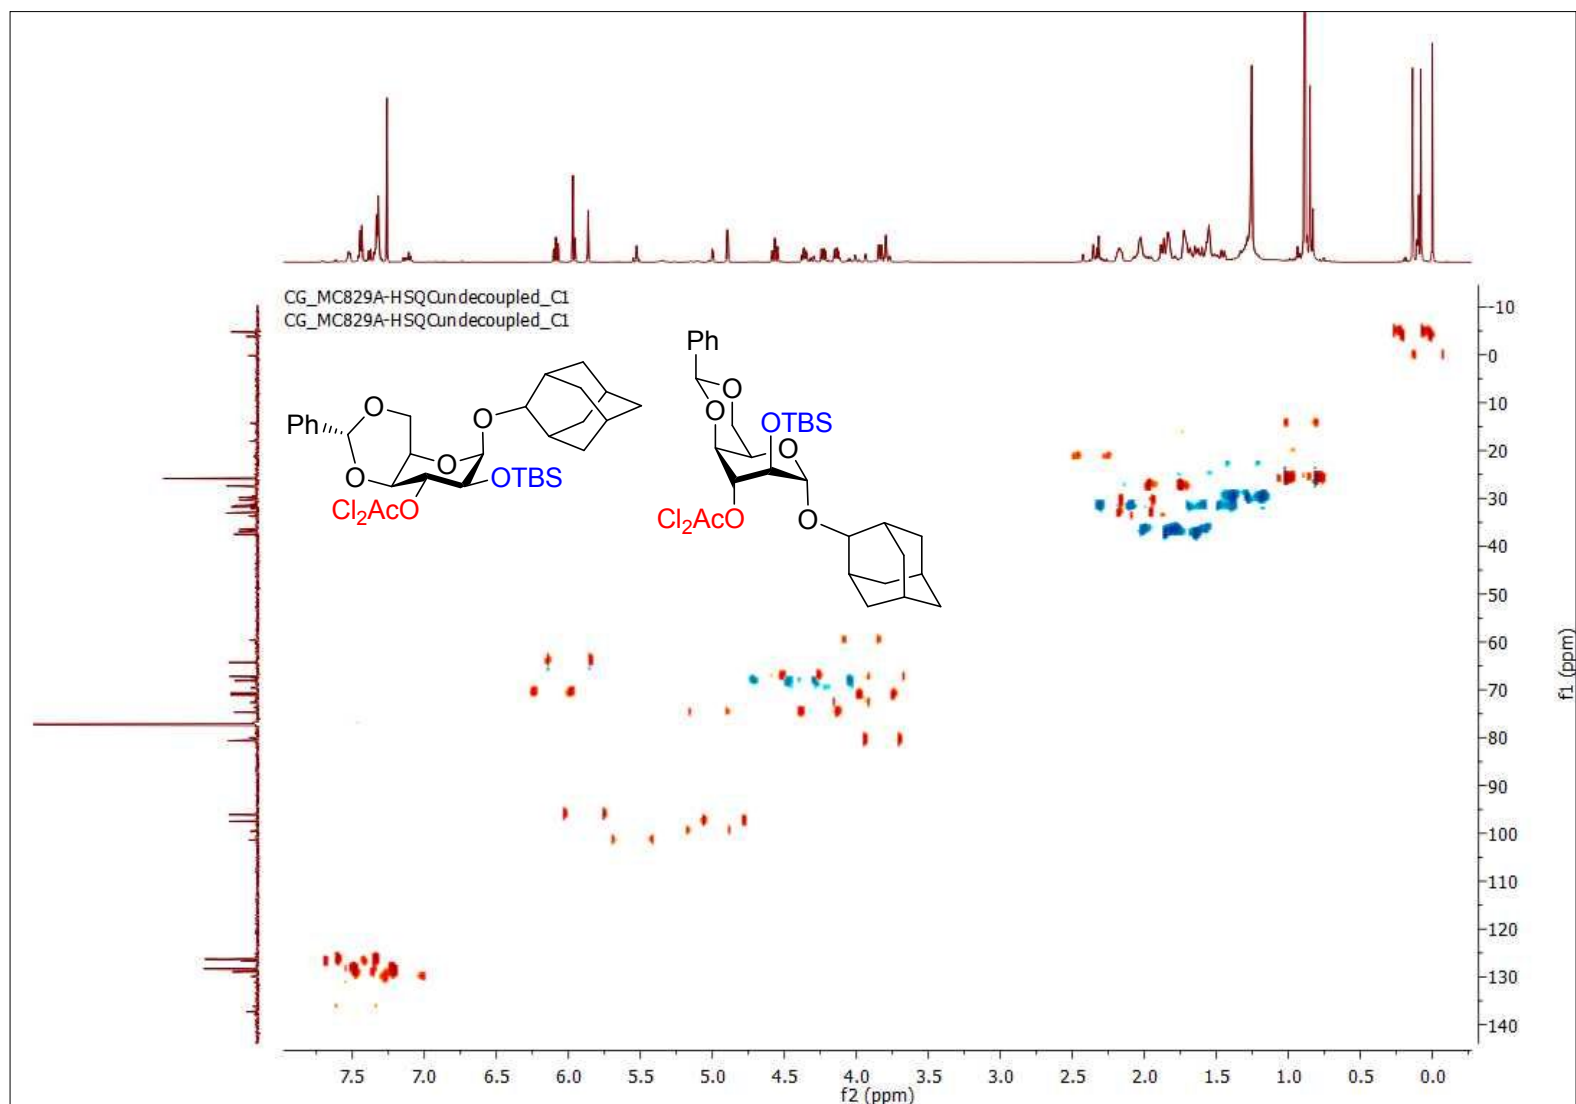 CG_MC829A-HSQCundecoupled_C1
CG_MC829A-HSQCundecoupled_C1
Ph
O
O
O
O
OTBS
Cl2AcO
Ph
O
O
OTBS
O
Cl2AcO
O
-10
0
10
20
30
40
50
60
70
80
90
100
110
120
130
140
f1 (ppm)
7.5 7.0 6.5 6.0 5.5 5.0 4.5 4.0 3.5 3.0 2.5 2.0 1.5 1.0 0.5 0.0
f2 (ppm)